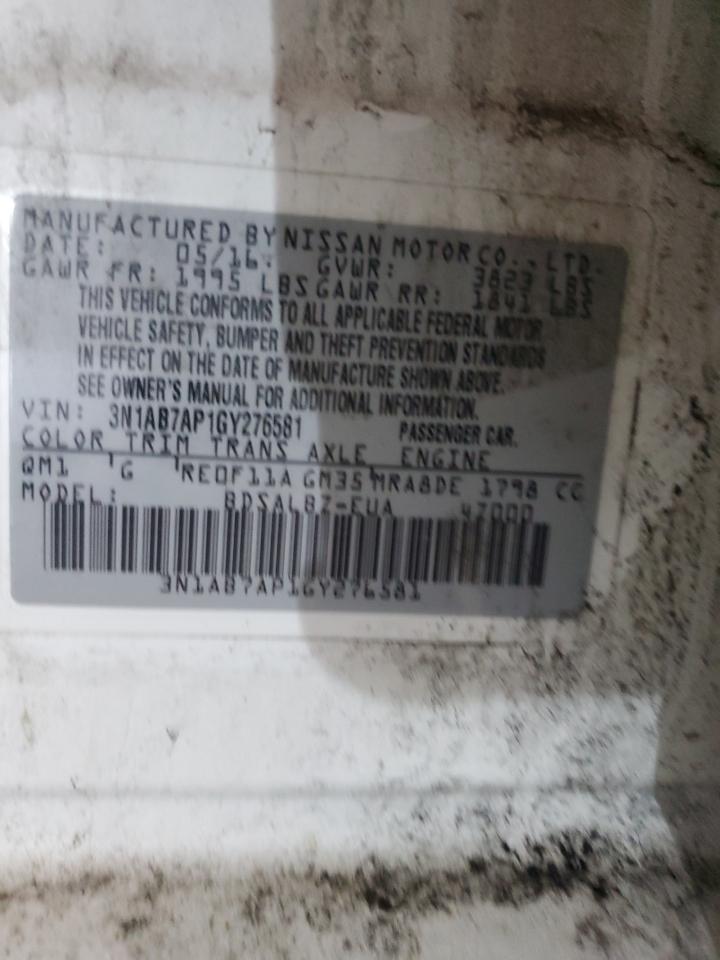 MANUFACTURED BY NISSAN MOTOR CO., LTD.
DATE: 05/16. GVWR: 3823 LBS
GAWR FR: 1995 LBS GAWR RR: 1841 LBS
THIS VEHICLE CONFORMS TO ALL APPLICABLE FEDERAL MOTOR
VEHICLE SAFETY, BUMPER AND THEFT PREVENTION STANDARDS
IN EFFECT ON THE DATE OF MANUFACTURE SHOWN ABOVE.
SEE OWNER'S MANUAL FOR ADDITIONAL INFORMATION.
VIN: 3N1AB7AP1GY276581 PASSENGER CAR.
COLOR TRIM TRANS AXLE ENGINE
QM1 G RE0F11A GM35 MRA8DE 1798 CC
MODEL: BDSALBZ-EUA 47000
3N1AB7AP1GY276581